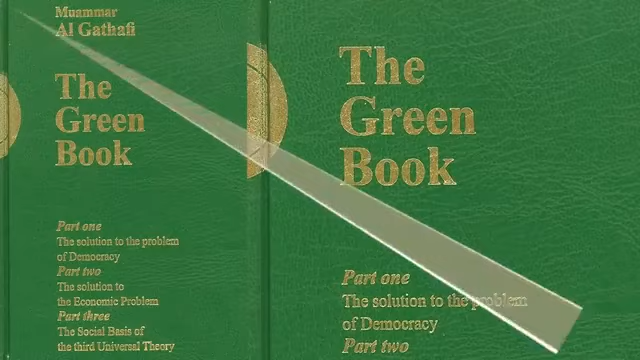 Muammar
Al Gathafi
The
Green
Book
Part one
The solution to the problem
of Democracy
Part two
The solution to
the Economic Problem
Part three
The Social Basis of
the third Universal Theory
The
Green
Book
Part one
The solution to the problem
of Democracy
Part two